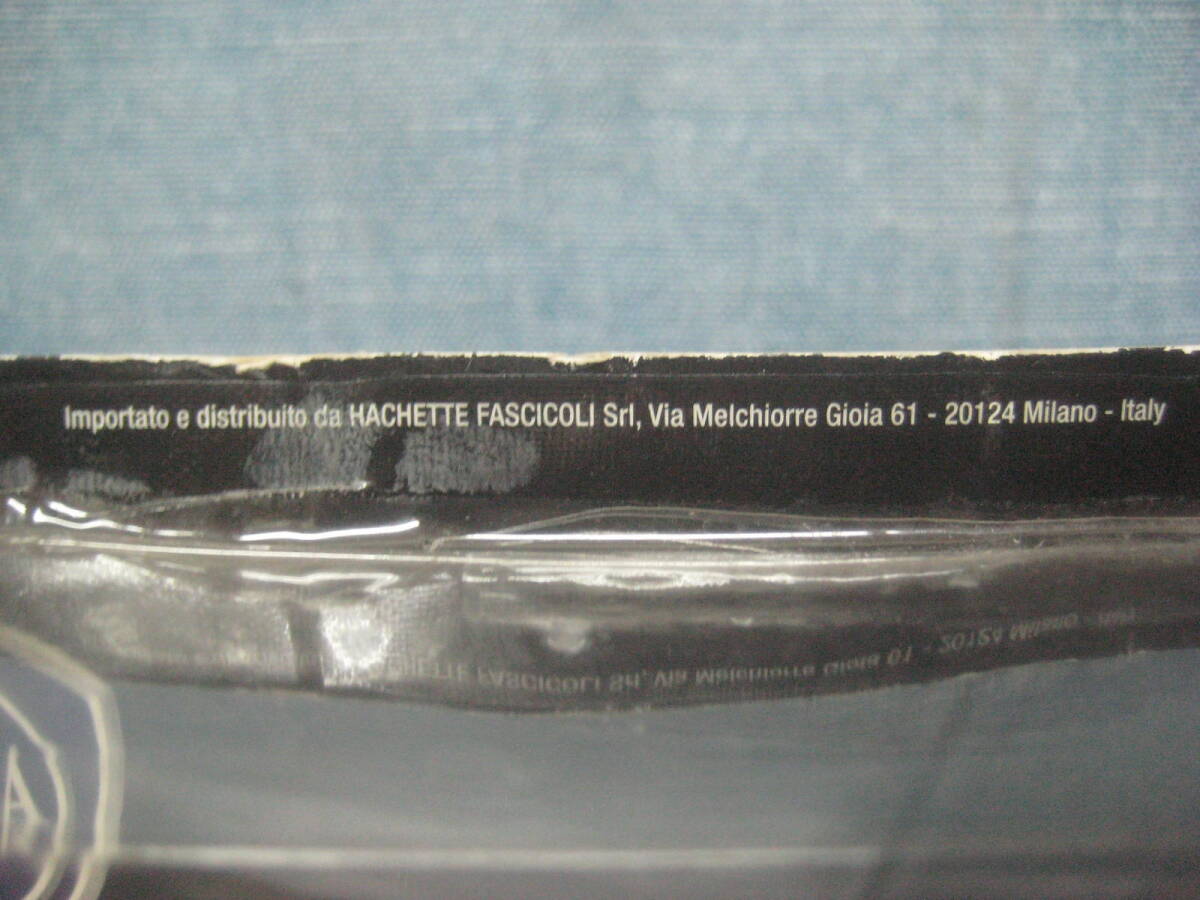 Importato e distribuito da HACHETTE FASCICOLI Srl, Via Melchiorre Gioia 61 - 20124 Milano - Italy
A